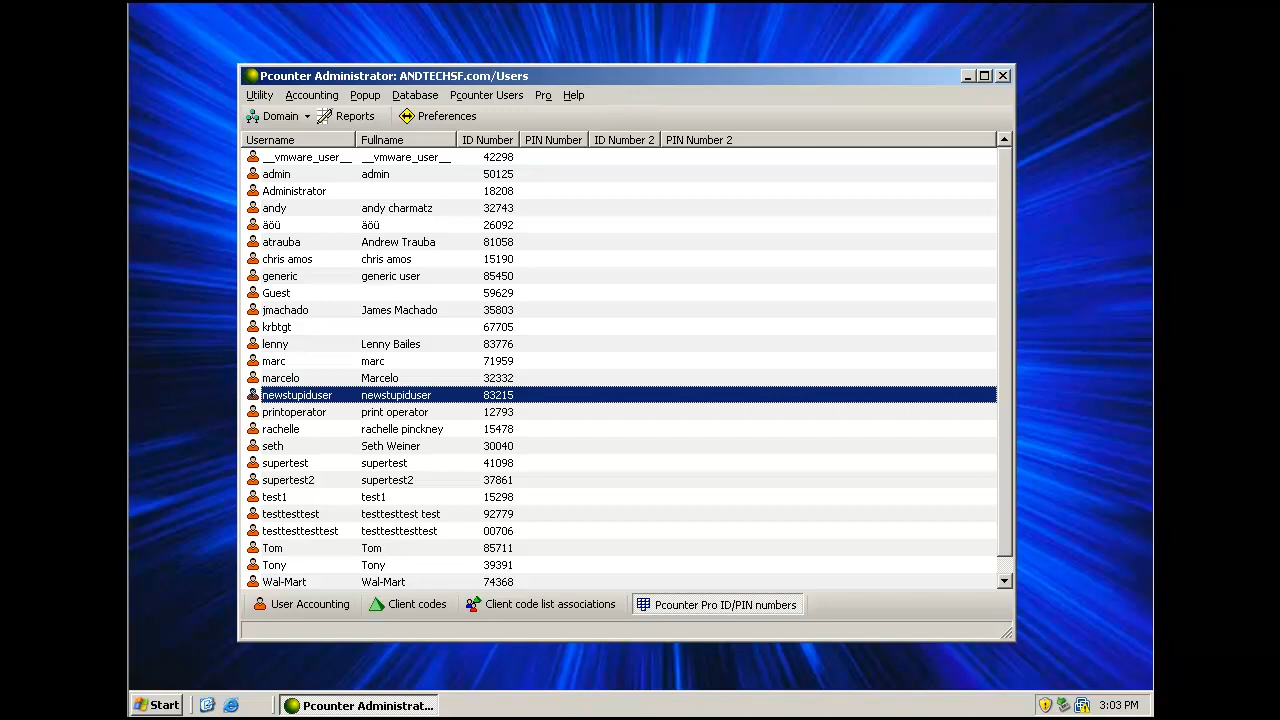 Pcounter Administrator: ANDTECHSF.com/Users
Utility Accounting Popup Database Pcounter Users Pro Help
Domain Reports Preferences
Username Fullname ID Number PIN Number ID Number 2 PIN Number 2
__vmware_user__ __vmware_user__ 42298
admin admin 50125
Administrator 18208
andy andy charmatz 32743
äöü äöü 26092
atrauba Andrew Trauba 81058
chris amos chris amos 15190
generic generic user 85450
Guest 59629
jmachado James Machado 35803
krbtgt 67705
lenny Lenny Bailes 83776
marc marc 71959
marcelo Marcelo 32332
newstupiduser newstupiduser 83215
printoperator print operator 12793
rachelle rachelle pinckney 15478
seth Seth Weiner 30040
supertest supertest 41098
supertest2 supertest2 37861
test1 test1 15298
testtesttest testtesttest test 92779
testtesttesttest testtesttesttest 00706
Tom Tom 85711
Tony Tony 39391
Wal-Mart Wal-Mart 74368
User Accounting Client codes Client code list associations Pcounter Pro ID/PIN numbers
Start Pcounter Administrat... 3:03 PM